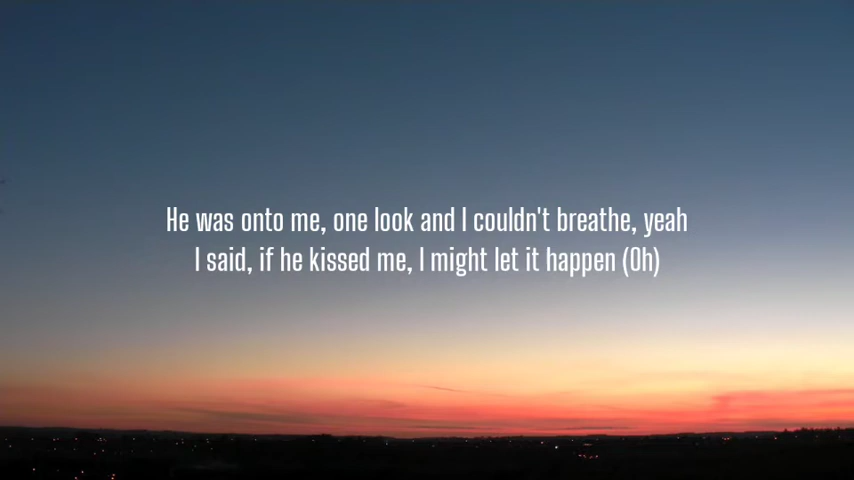 He was onto me, one look and I couldn't breathe, yeah
I said, if he kissed me, I might let it happen (Oh)